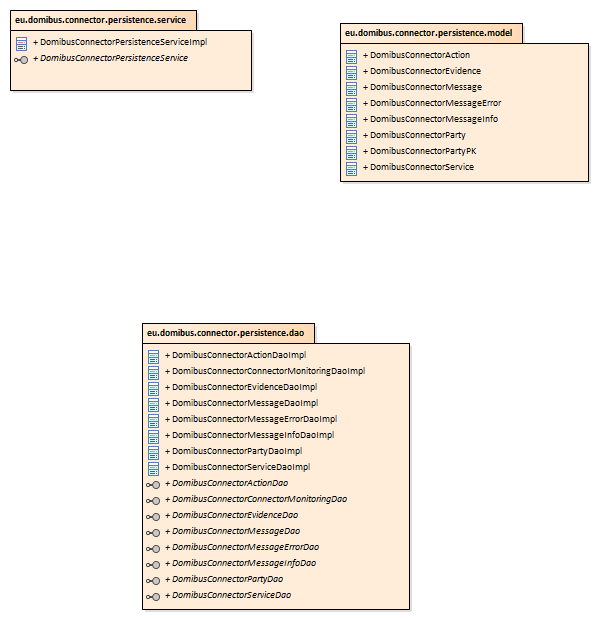 eu.domibus.connector.persistence.service
+ DomibusConnectorPersistenceServiceImpl
+ DomibusConnectorPersistenceService
eu.domibus.connector.persistence.model
+ DomibusConnectorAction
+ DomibusConnectorEvidence
+ DomibusConnectorMessage
+ DomibusConnectorMessageError
+ DomibusConnectorMessageInfo
+ DomibusConnectorParty
+ DomibusConnectorPartyPK
+ DomibusConnectorService
eu.domibus.connector.persistence.dao
+ DomibusConnectorActionDaoImpl
+ DomibusConnectorConnectorMonitoringDaoImpl
+ DomibusConnectorEvidenceDaoImpl
+ DomibusConnectorMessageDaoImpl
+ DomibusConnectorMessageErrorDaoImpl
+ DomibusConnectorMessageInfoDaoImpl
+ DomibusConnectorPartyDaoImpl
+ DomibusConnectorServiceDaoImpl
+ DomibusConnectorActionDao
+ DomibusConnectorConnectorMonitoringDao
+ DomibusConnectorEvidenceDao
+ DomibusConnectorMessageDao
+ DomibusConnectorMessageErrorDao
+ DomibusConnectorMessageInfoDao
+ DomibusConnectorPartyDao
+ DomibusConnectorServiceDao